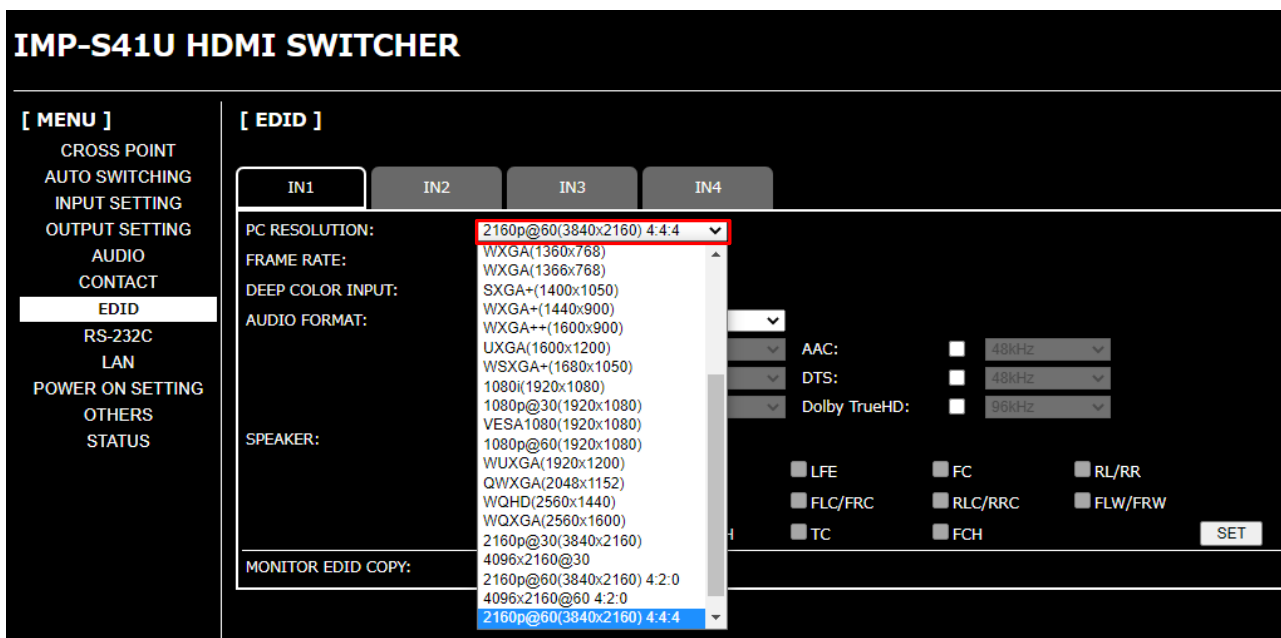 IMP-S41U HDMI SWITCHER
[ MENU ]
CROSS POINT
AUTO SWITCHING
INPUT SETTING
OUTPUT SETTING
AUDIO
CONTACT
EDID
RS-232C
LAN
POWER ON SETTING
OTHERS
STATUS
[ EDID ]
IN1 IN2 IN3 IN4
PC RESOLUTION: 2160p@60(3840x2160) 4:4:4
FRAME RATE:
DEEP COLOR INPUT:
AUDIO FORMAT:
SPEAKER:
MONITOR EDID COPY:
WXGA(1360x768)
WXGA(1366x768)
SXGA+(1400x1050)
WXGA+(1440x900)
WXGA++(1600x900)
UXGA(1600x1200)
WSXGA+(1680x1050)
1080i(1920x1080)
1080p@30(1920x1080)
VESA1080(1920x1080)
1080p@60(1920x1080)
WUXGA(1920x1200)
QWXGA(2048x1152)
WQHD(2560x1440)
WQXGA(2560x1600)
2160p@30(3840x2160)
4096x2160@30
2160p@60(3840x2160) 4:2:0
4096x2160@60 4:2:0
2160p@60(3840x2160) 4:4:4
AAC: 48kHz
DTS: 48kHz
Dolby TrueHD: 96kHz
LFE FC RL/RR
FLC/FRC RLC/RRC FLW/FRW
TC FCH SET